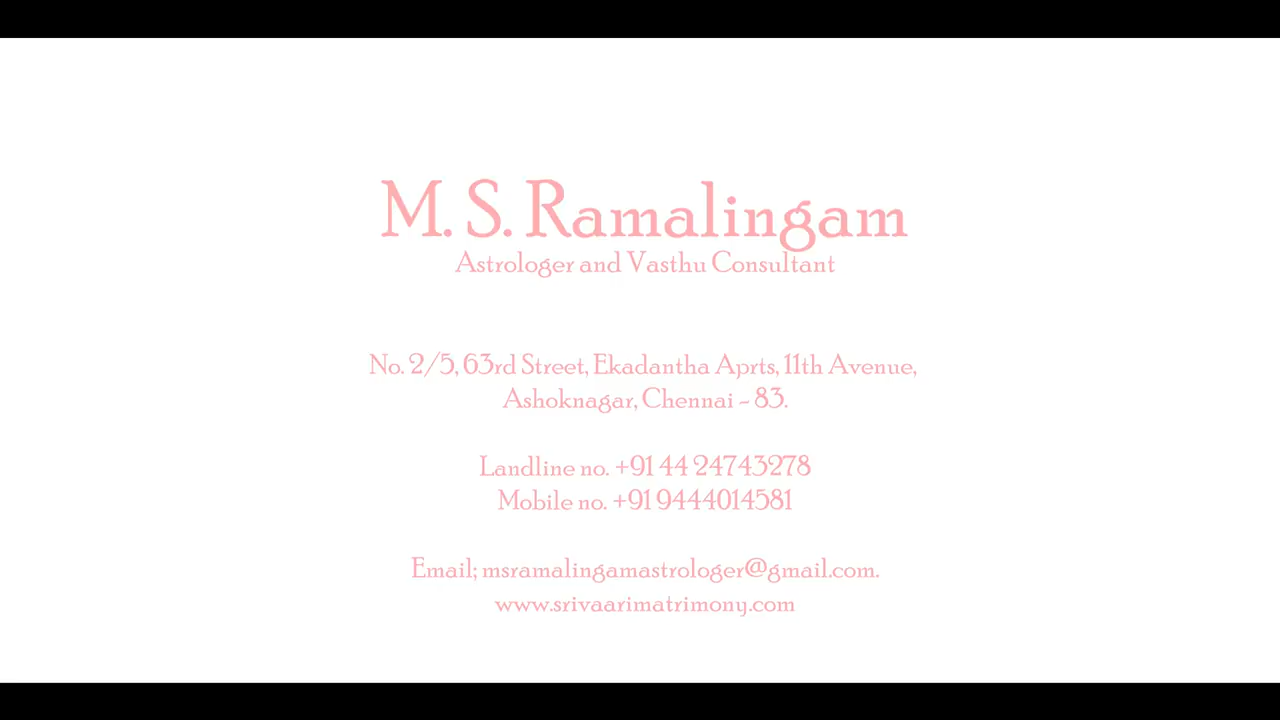 M. S. Ramalingam
Astrologer and Vasthu Consultant
No. 2/5, 63rd Street, Ekadantha Aprts, 11th Avenue,
Ashoknagar, Chennai - 83.
Landline no. +91 44 24743278
Mobile no. +91 9444014581
Email; msramalingamastrologer@gmail.com.
www.srivaarimatrimony.com